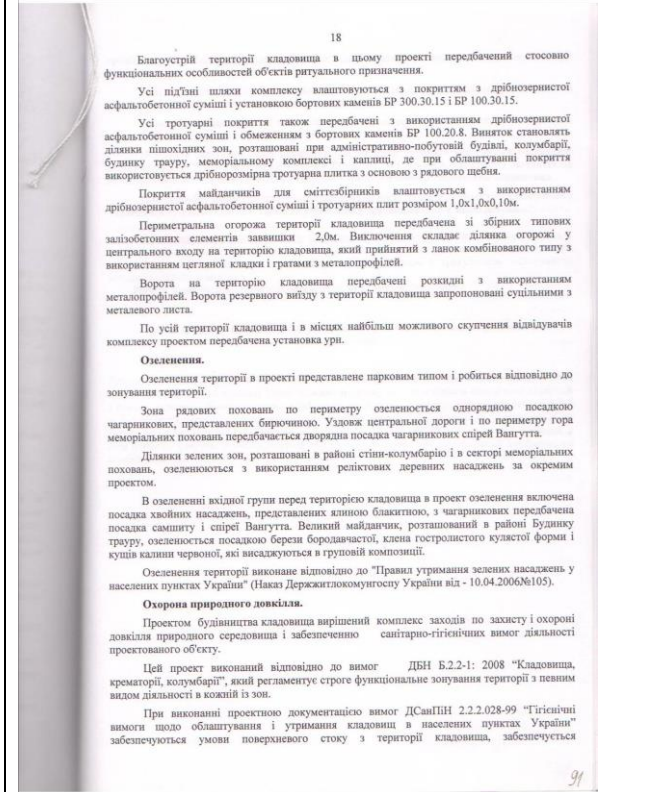 18
Благоустрій території кладовища в цьому проекті передбачений стосовно
функціональних особливостей об'єктів ритуального призначення.
Усі під'їзні шляхи комплексу влаштовуються з покриттям з дрібнозернистої
асфальтобетонної суміші і установкою бортових каменів БР 300.30.15 і БР 100.30.15.
Усі тротуарні покриття також передбачені з використанням дрібнозернистої
асфальтобетонної суміші і обмеженням з бортових каменів БР 100.20.8. Виняток становлять
ділянки пішохідних зон, розташовані при адміністративно-побутовій будівлі, колумбарії,
будинку трауру, меморіальному комплексі і каплиці, де при облаштуванні покриття
використовується дрібнорозмірна тротуарна плитка з основою з рядового щебня.
Покриття майданчиків для сміттєзбірників влаштовується з використанням
дрібнозернистої асфальтобетонної суміші і тротуарних плит розміром 1,0х1,0х0,10м.
Периметральна огорожа території кладовища передбачена зі збірних типових
залізобетонних елементів заввишки 2,0м. Виключення складає ділянка огорожі у
центрального входу на територію кладовища, який прийнятий з ланок комбінованого типу з
використанням цегляної кладки і гратами з металопрофілей.
Ворота на територію кладовища передбачені розкидні з використанням
металопрофілей. Ворота резервного виїзду з території кладовища запропоновані суцільними з
металевого листа.
По усій території кладовища і в місцях найбільш можливого скупчення відвідувачів
комплексу проектом передбачена установка урн.
Озеленення.
Озеленення території в проекті представлене парковим типом і робиться відповідно до
зонування території.
Зона рядових поховань по периметру озеленюється однорядною посадкою
чагарникових, представлених бирючиною. Уздовж центральної дороги і по периметру гора
меморіальних поховань передбачається дворядна посадка чагарникових спірей Вангутта.
Ділянки зелених зон, розташовані в районі стіни-колумбарію і в секторі меморіальних
поховань, озеленюються з використанням реліктових деревних насаджень за окремим
проектом.
В озелененні вхідної групи перед територією кладовища в проект озеленення включена
посадка хвойних насаджень, представлених ялиною блакитною, з чагарникових передбачена
посадка самшиту і спіреї Вангутта. Великий майданчик, розташований в районі Будинку
трауру, озеленюється посадкою берези бородавчастої, клена гостролистого кулястої форми і
кущів калини червоної, які висаджуються в груповій композиції.
Озеленення території виконане відповідно до "Правил утримання зелених насаджень у
населених пунктах України" (Наказ Держжитлокомунгоспу України від - 10.04.2006№105).
Охорона природного довкілля.
Проектом будівництва кладовища вирішений комплекс заходів по захисту і охороні
довкілля природного середовища і забезпеченню санітарно-гігієнічних вимог діяльності
проектованого об'єкту.
Цей проект виконаний відповідно до вимог ДБН Б.2.2-1: 2008 “Кладовища,
крематорії, колумбарії”, який регламентує строге функціональне зонування території з певним
видом діяльності в кожній із зон.
При виконанні проектною документацією вимог ДСанПіН 2.2.2.028-99 “Гігієнічні
вимоги щодо облаштування і утримання кладовищ в населених пунктах України”
забезпечуються умови поверхневого стоку з території кладовища, забезпечується
91